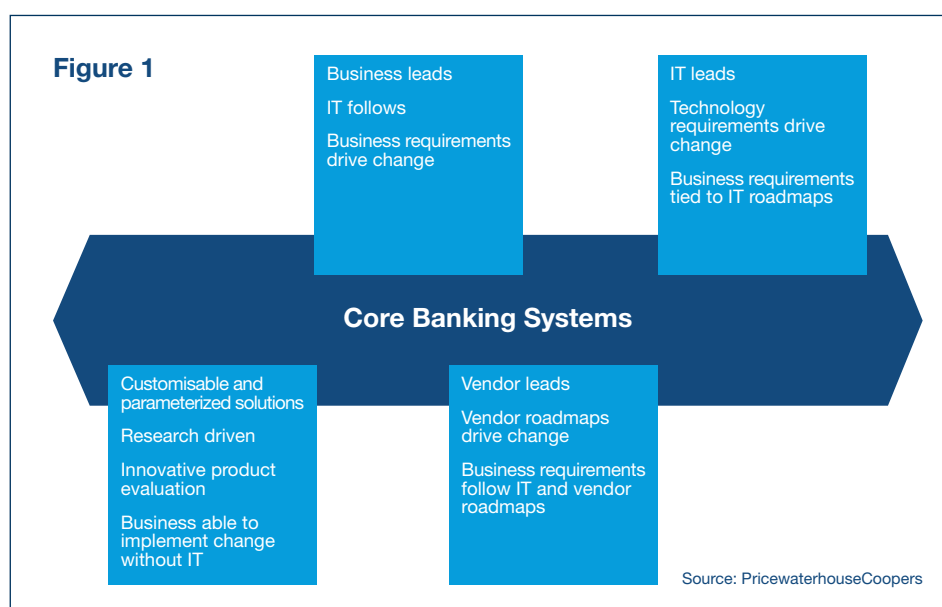 Figure 1
Business leads
IT follows
Business requirements
drive change
IT leads
Technology
requirements drive
change
Business requirements
tied to IT roadmaps
Core Banking Systems
Customisable and
parameterized solutions
Research driven
Innovative product
evaluation
Business able to
implement change
without IT
Vendor leads
Vendor roadmaps
drive change
Business requirements
follow IT and vendor
roadmaps
Source: PricewaterhouseCoopers